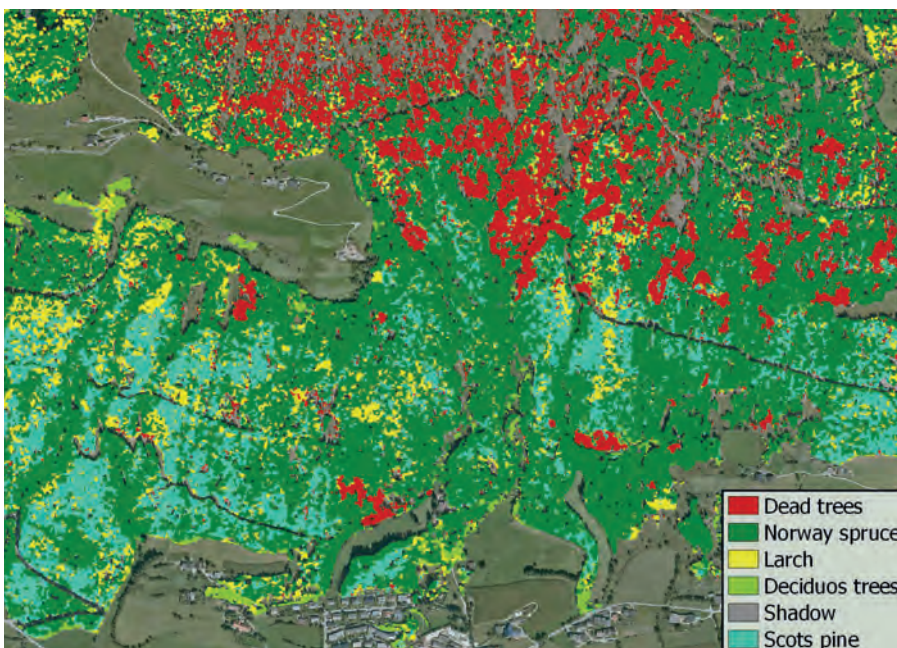 Dead trees
Norway spruce
Larch
Deciduos trees
Shadow
Scots pine